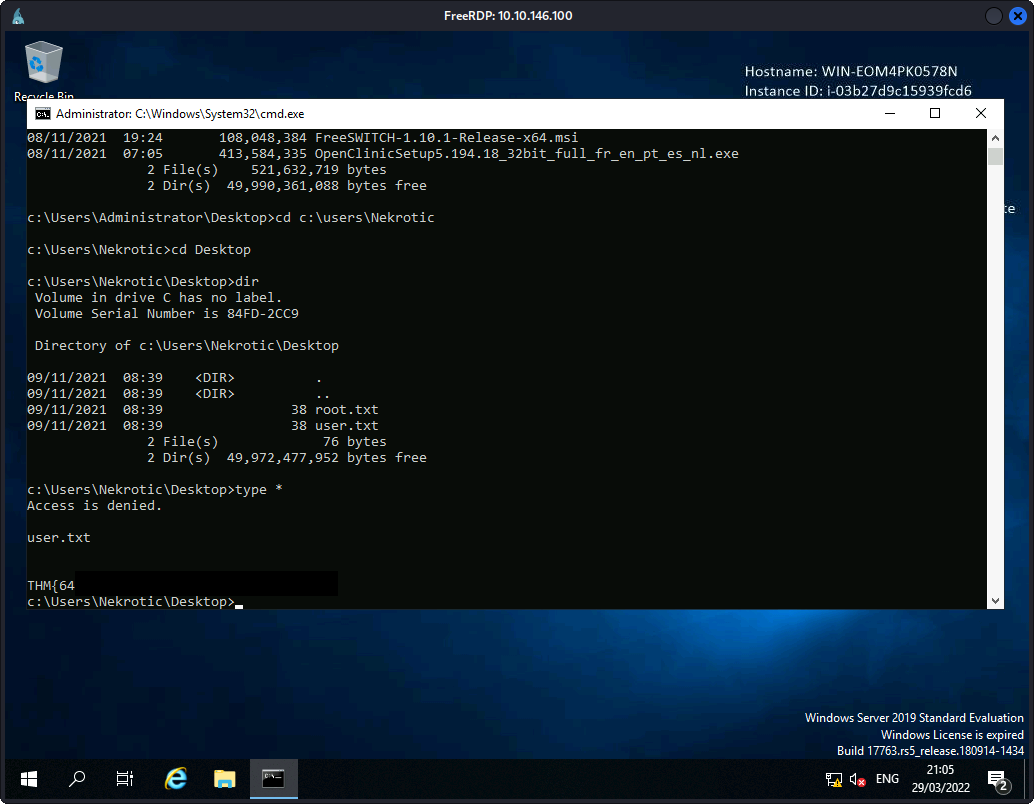 FreeRDP: 10.10.146.100
Recycle Bin
Hostname: WIN-EOM4PK0578N
Instance ID: i-03b27d9c15939fcd6
Administrator: C:\Windows\System32\cmd.exe
08/11/2021  19:24       108,048,384 FreeSWITCH-1.10.1-Release-x64.msi
08/11/2021  07:05       413,584,335 OpenClinicSetup5.194.18_32bit_full_fr_en_pt_es_nl.exe
               2 File(s)    521,632,719 bytes
               2 Dir(s)  49,990,361,088 bytes free
c:\Users\Administrator\Desktop>cd c:\users\Nekrotic
c:\Users\Nekrotic>cd Desktop
c:\Users\Nekrotic\Desktop>dir
 Volume in drive C has no label.
 Volume Serial Number is 84FD-2CC9
 Directory of c:\Users\Nekrotic\Desktop
09/11/2021  08:39    <DIR>          .
09/11/2021  08:39    <DIR>          ..
09/11/2021  08:39                38 root.txt
09/11/2021  08:39                38 user.txt
               2 File(s)             76 bytes
               2 Dir(s)  49,972,477,952 bytes free
c:\Users\Nekrotic\Desktop>type *
Access is denied.
user.txt
THM{64
c:\Users\Nekrotic\Desktop>
Windows Server 2019 Standard Evaluation
Windows License is expired
Build 17763.rs5_release.180914-1434
ENG
21:05
29/03/2022
2